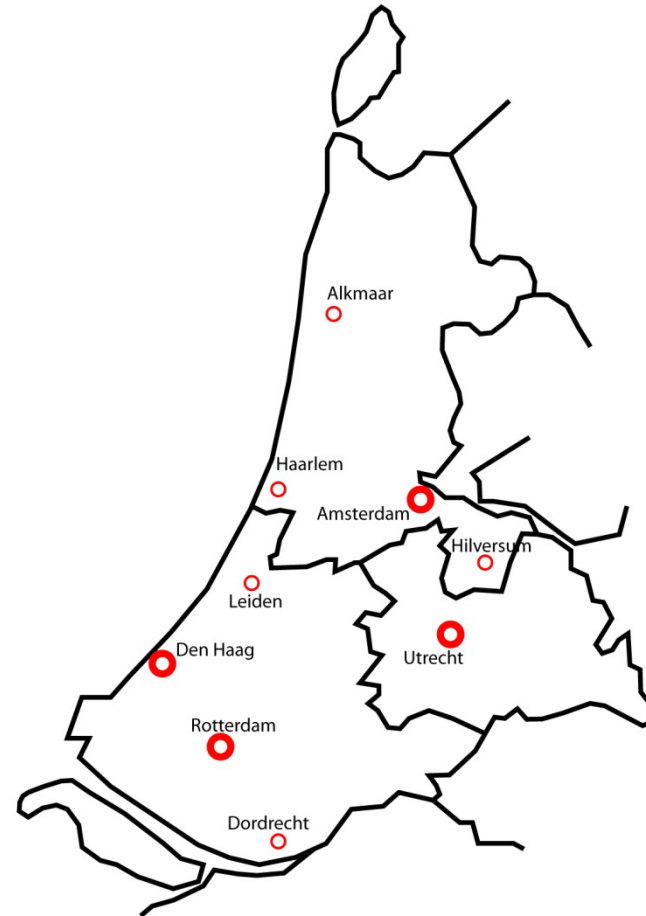 Alkmaar
Haarlem
Amsterdam
Hilversum
Leiden
Den Haag
Utrecht
Rotterdam
Dordrecht